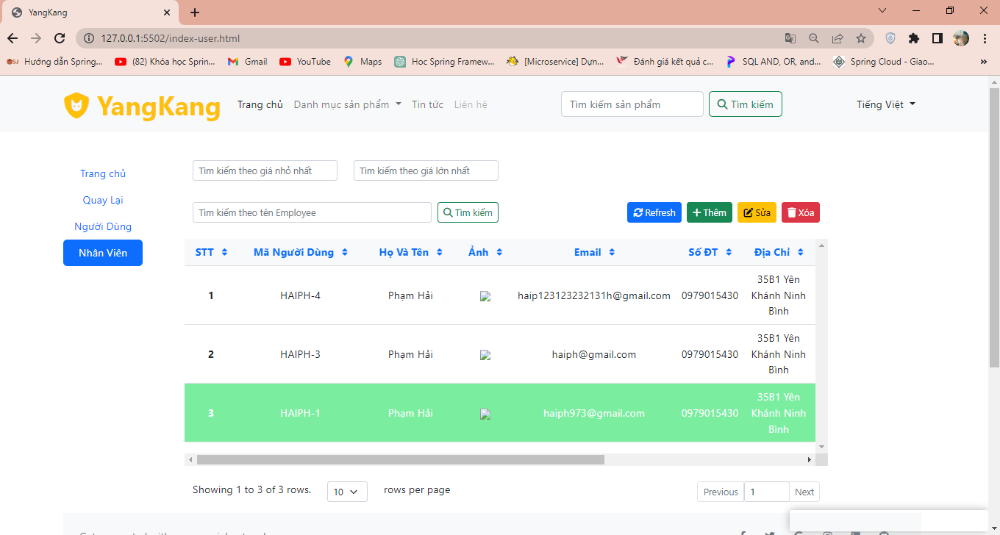 YangKang
127.0.0.1:5502/index-user.html
Hướng dẫn Spring... (82) Khóa học Sprin... Gmail YouTube Maps Học Spring Framew... [Microservice] Dựn... Đánh giá kết quả c... SQL AND, OR, and... Spring Cloud - Giao... »
YangKang Trang chủ Danh mục sản phẩm Tin tức Liên hệ Tìm kiếm sản phẩm Tìm kiếm Tiếng Việt
Trang chủ
Quay Lại
Người Dùng
Nhân Viên
Tìm kiếm theo giá nhỏ nhất Tìm kiếm theo giá lớn nhất
Tìm kiếm theo tên Employee Tìm kiếm Refresh Thêm Sửa Xóa
STT Mã Người Dùng Họ Và Tên Ảnh Email Số ĐT Địa Chỉ
1 HAIPH-4 Phạm Hải haip123123232131h@gmail.com 0979015430 35B1 Yên
Khánh Ninh
Bình
2 HAIPH-3 Phạm Hải haiph@gmail.com 0979015430 35B1 Yên
Khánh Ninh
Bình
3 HAIPH-1 Phạm Hải haiph973@gmail.com 0979015430 35B1 Yên
Khánh Ninh
Bình
Showing 1 to 3 of 3 rows. 10 rows per page Previous 1 Next